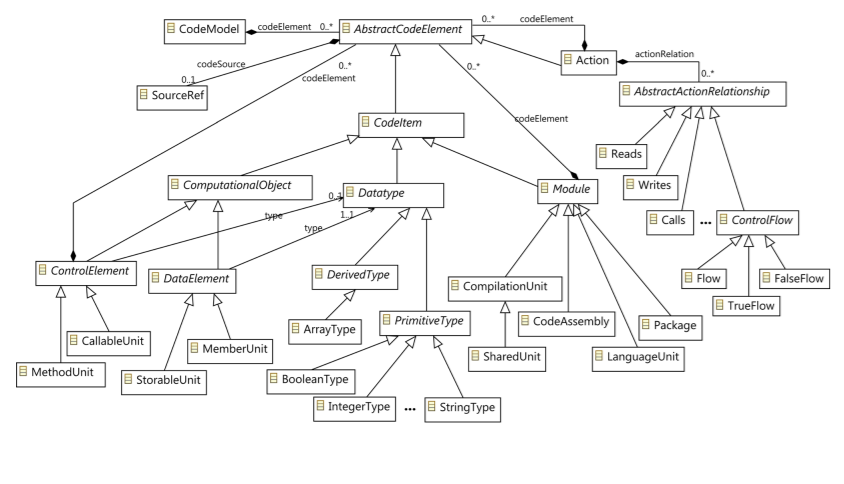 CodeModel
codeElement
0..*
AbstractCodeElement
0..*
codeElement
Action
actionRelation
0..*
AbstractActionRelationship
codeSource
0..1
SourceRef
0..*
codeElement
0..*
codeElement
CodeItem
Reads
Writes
Calls
...
ControlFlow
ComputationalObject
Datatype
Module
0..1
type
1..1
type
ControlElement
DataElement
DerivedType
CompilationUnit
Flow
FalseFlow
TrueFlow
ArrayType
PrimitiveType
CodeAssembly
Package
CallableUnit
MemberUnit
SharedUnit
LanguageUnit
MethodUnit
StorableUnit
BooleanType
IntegerType
...
StringType